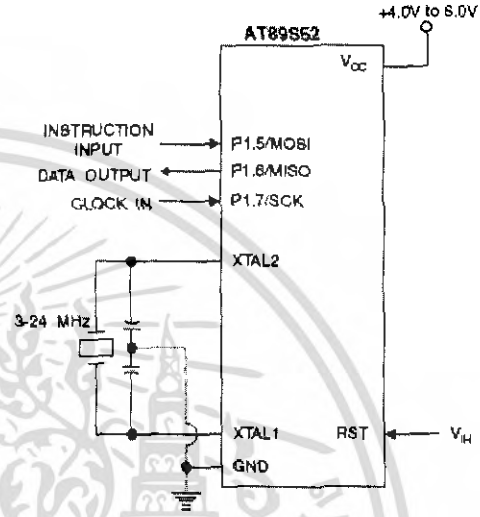 +4.0V to 6.0V
AT89S52
VCC
INSTRUCTION
INPUT
P1.5/MOSI
DATA OUTPUT
P1.6/MISO
CLOCK IN
P1.7/SCK
XTAL2
3-24 MHz
XTAL1
RST
VIH
GND